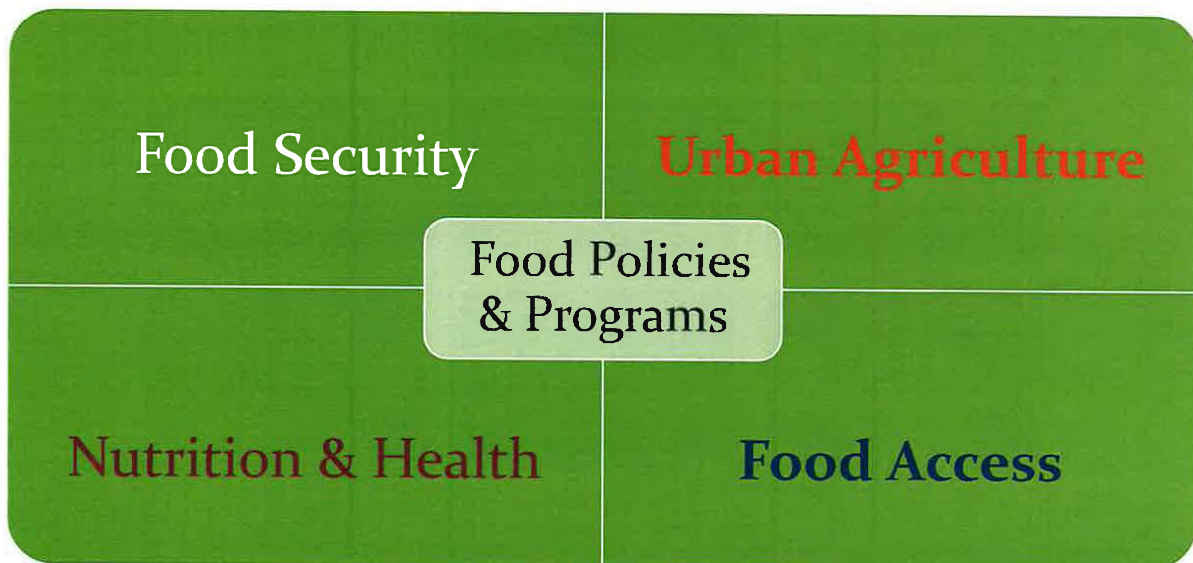 Food Security
Urban Agriculture
Food Policies
& Programs
Nutrition & Health
Food Access